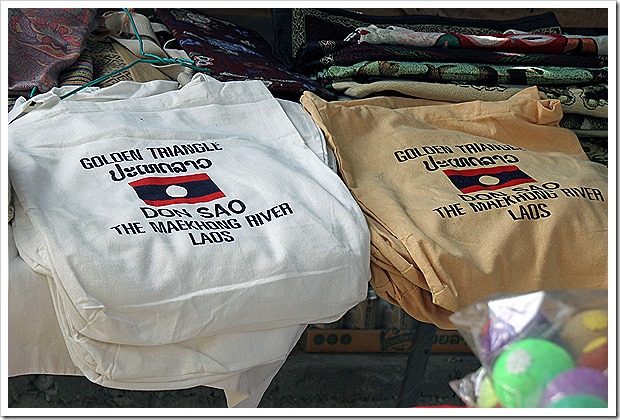 GOLDEN TRIANGLE
ປະເທດລາວ
DON SAO
THE MAEKHONG RIVER
LAOS
GOLDEN TRIANGLE
ປະເທດລາວ
DON SAO
THE MAEKHONG RIVER
LAOS